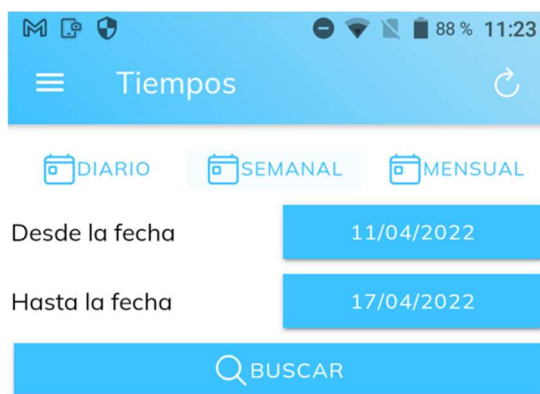 88 % 11:23
Tiempos
DIARIO SEMANAL MENSUAL
Desde la fecha 11/04/2022
Hasta la fecha 17/04/2022
BUSCAR